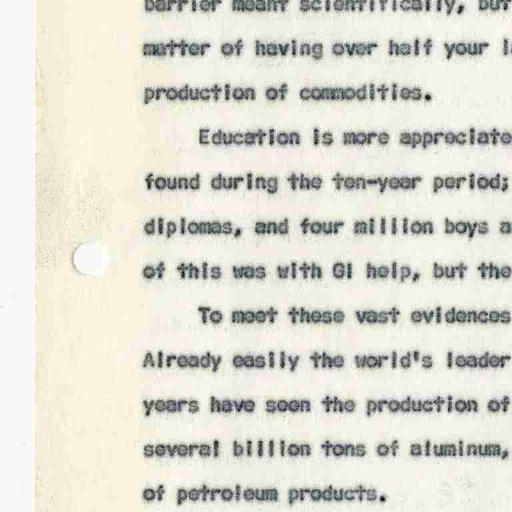 barrier meant scientifically, but
matter of having over half your
production of commodities.
Education is more appreciate
found during the ten-year period;
diplomas, and four million boys a
of this was with GI help, but the
To meet these vast evidences
Already easily the world's leader
years have seen the production of
several billion tons of aluminum,
of petroleum products.